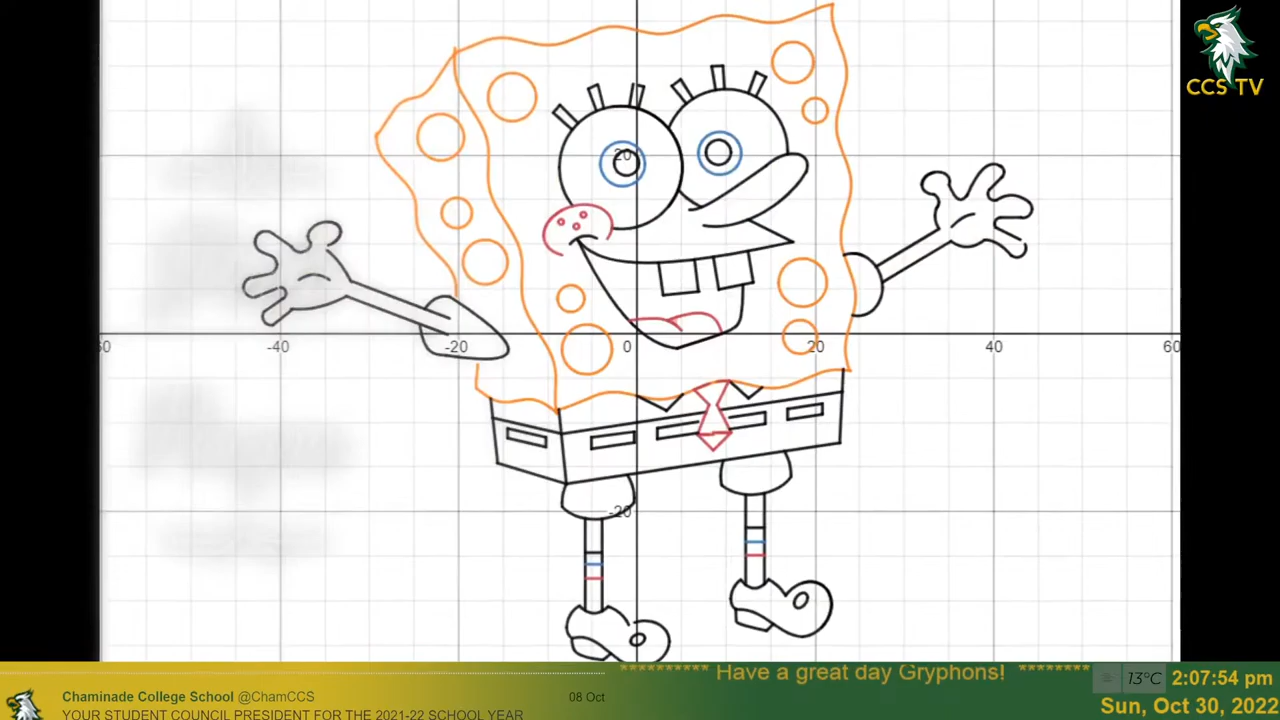 CCS TV
20
-40
-20
0
20
40
60
-20
********** Have a great day Gryphons! ********
Chaminade College School @ChamCCS
08 Oct
YOUR STUDENT COUNCIL PRESIDENT FOR THE 2021-22 SCHOOL YEAR
13°C
2:07:54 pm
Sun, Oct 30, 2022